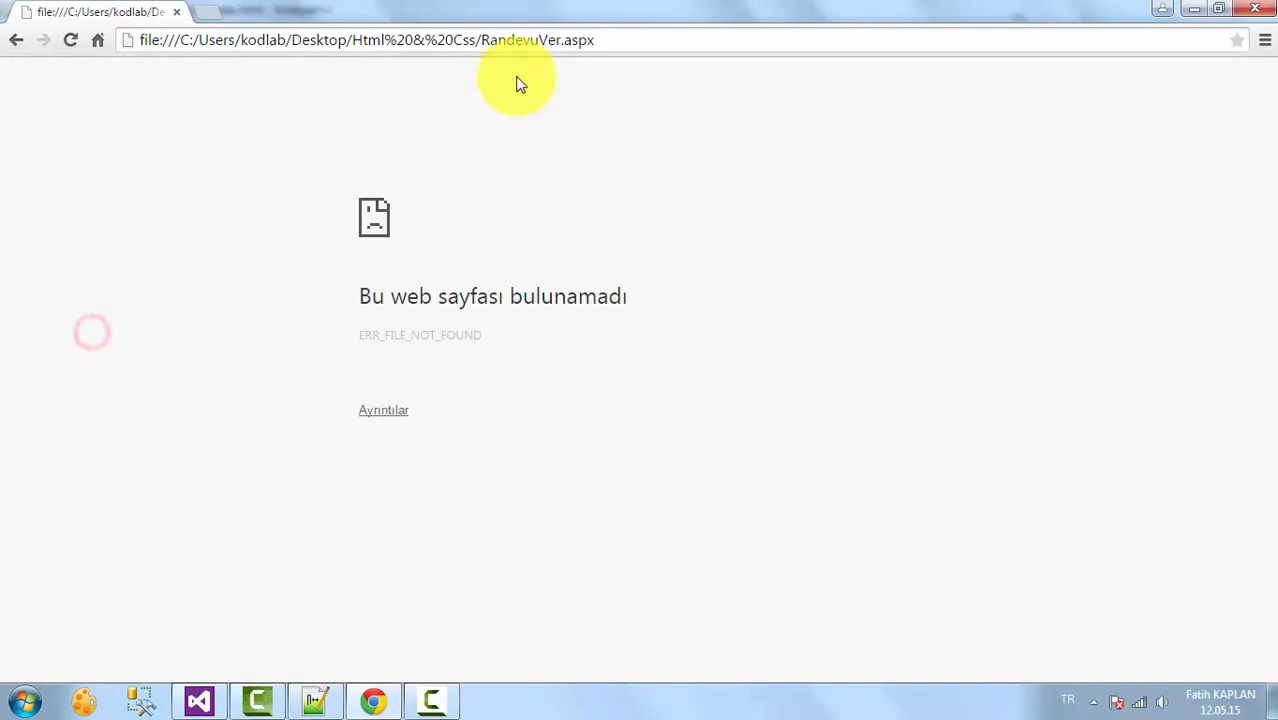 file:///C:/Users/kodlab/De
file:///C:/Users/kodlab/Desktop/Html%20&%20Css/RandevuVer.aspx
Bu web sayfası bulunamadı
ERR_FILE_NOT_FOUND
Ayrıntılar
TR
Fatih KAPLAN
12.05.15